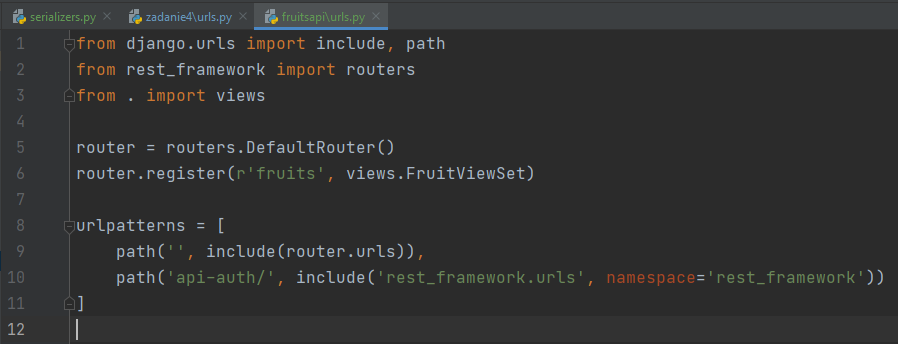 serializers.py zadanie4\urls.py fruitsapi\urls.py
1 from django.urls import include, path
2 from rest_framework import routers
3 from . import views
4
5 router = routers.DefaultRouter()
6 router.register(r'fruits', views.FruitViewSet)
7
8 urlpatterns = [
9     path('', include(router.urls)),
10     path('api-auth/', include('rest_framework.urls', namespace='rest_framework'))
11 ]
12